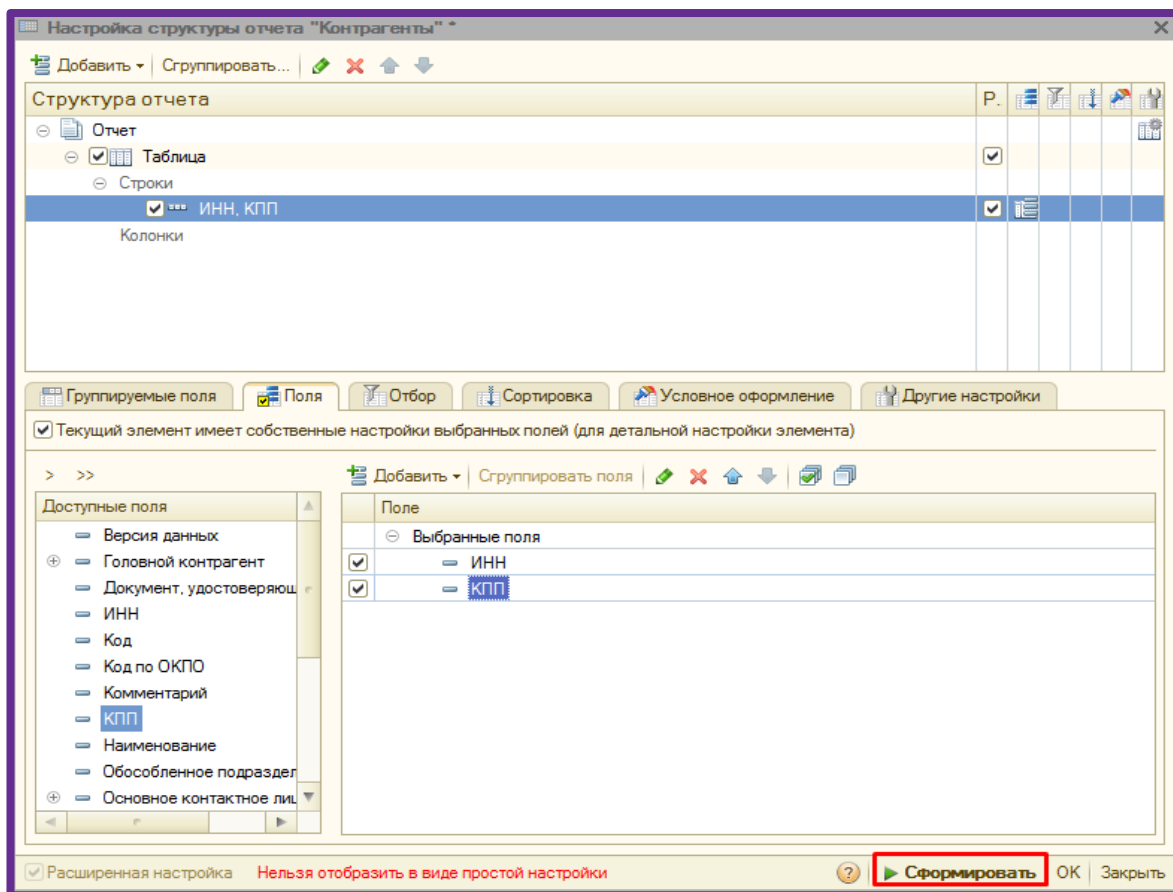 Настройка структуры отчета "Контрагенты" *
Добавить Сгруппировать...
Структура отчета Р.
Отчет
Таблица
Строки
ИНН, КПП
Колонки
Группируемые поля Поля Отбор Сортировка Условное оформление Другие настройки
Текущий элемент имеет собственные настройки выбранных полей (для детальной настройки элемента)
> >> Добавить Сгруппировать поля
Доступные поля Поле
Версия данных Выбранные поля
Головной контрагент ИНН
Документ, удостоверяющ КПП
ИНН
Код
Код по ОКПО
Комментарий
КПП
Наименование
Обособленное подраздел
Основное контактное лиц
Расширенная настройка Нельзя отобразить в виде простой настройки ? Сформировать OK Закрыть